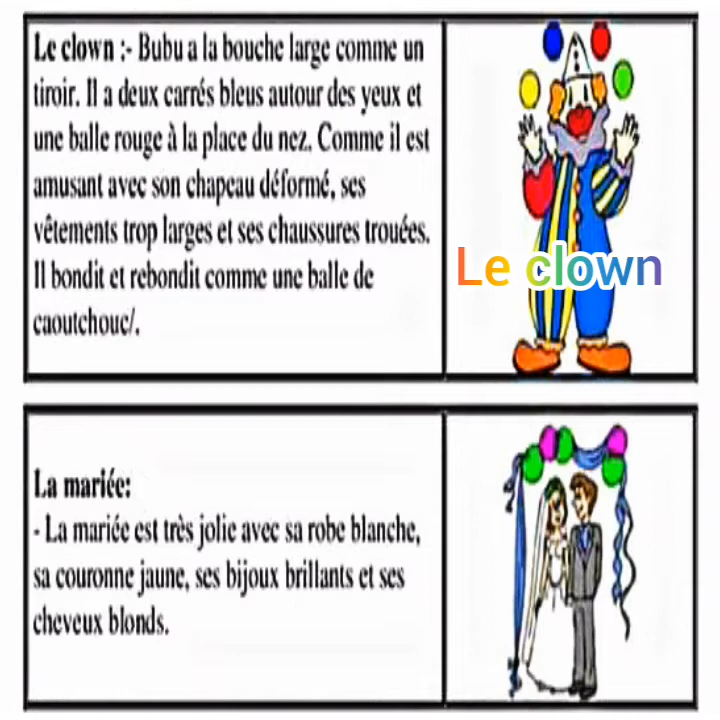 Le clown :- Bubu a la bouche large comme un
tiroir. Il a deux carrés bleus autour des yeux et
une balle rouge à la place du nez. Comme il est
amusant avec son chapeau déformé, ses
vêtements trop larges et ses chaussures trouées.
Il bondit et rebondit comme une balle de
caoutchouc/.
Le clown
La mariée:
- La mariée est très jolie avec sa robe blanche,
sa couronne jaune, ses bijoux brillants et ses
cheveux blonds.